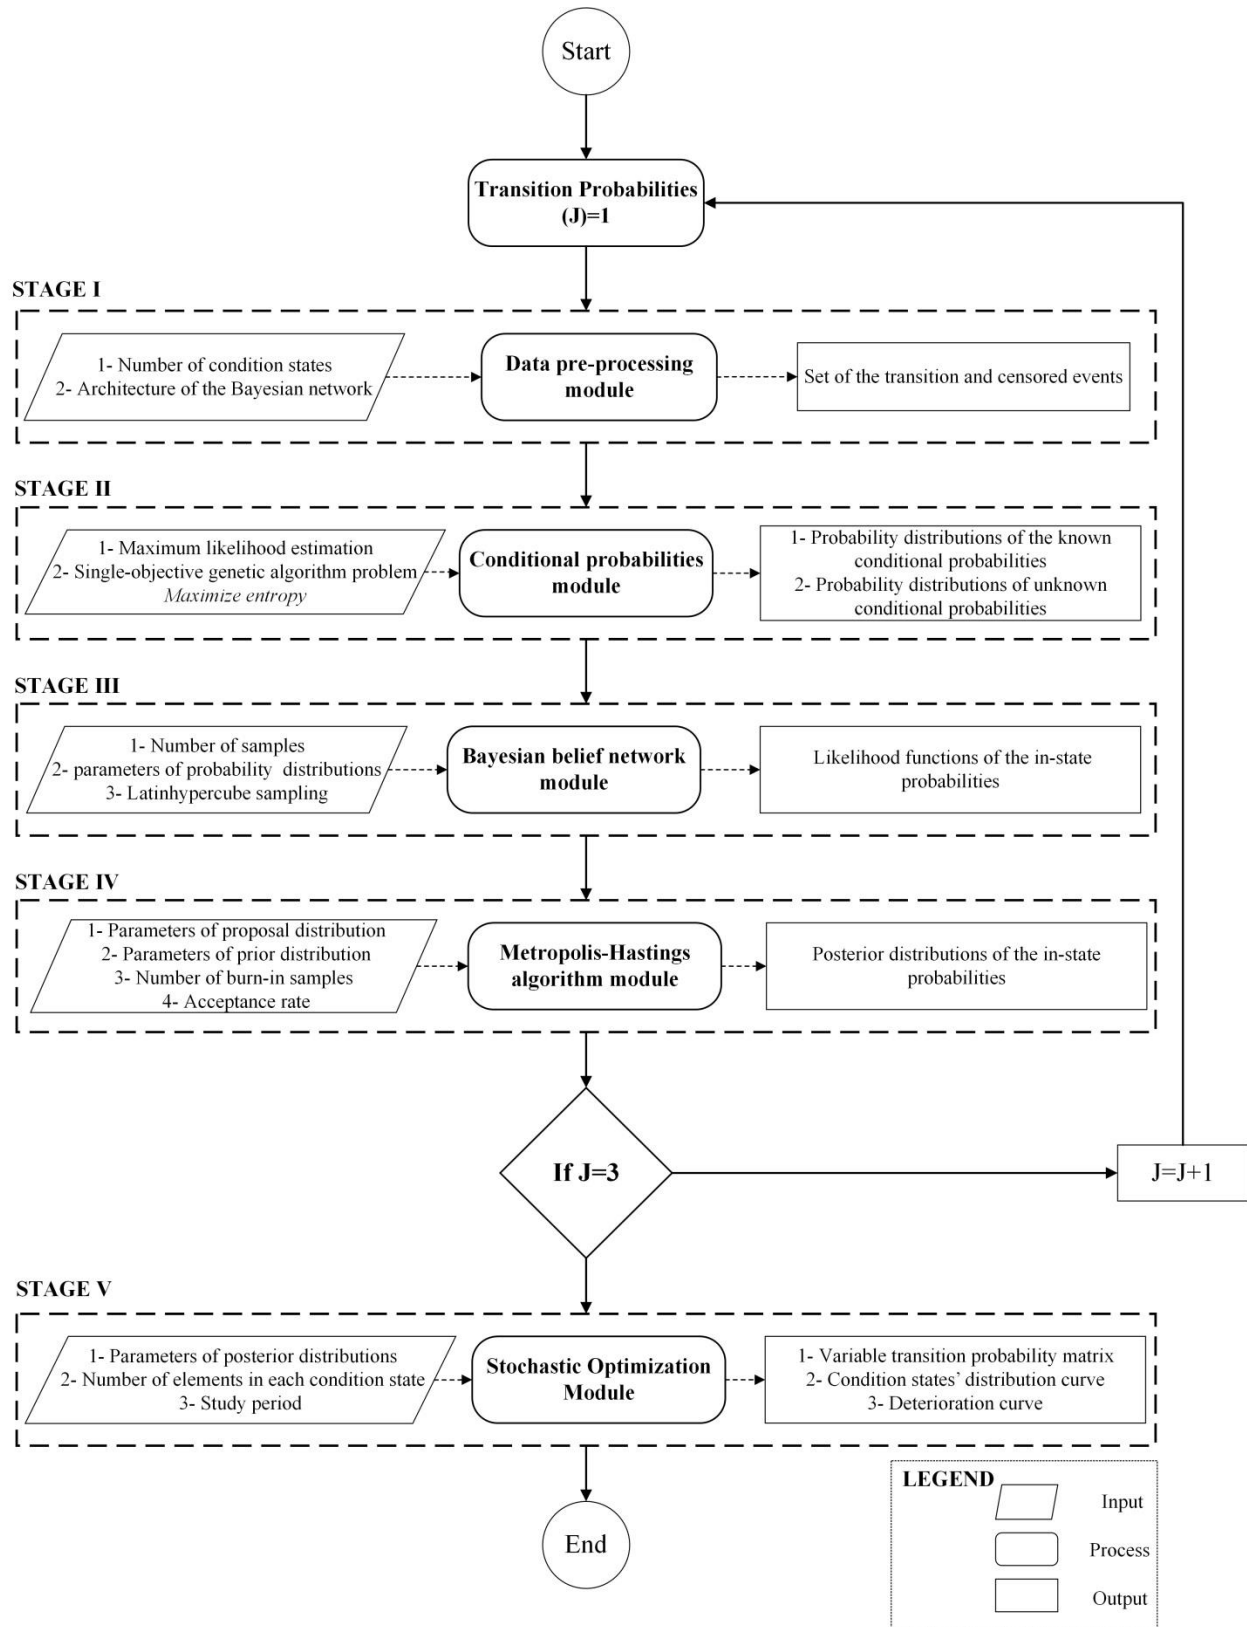 Start
Transition Probabilities
(J)=1
STAGE I
1- Number of condition states
2- Architecture of the Bayesian network
Data pre-processing
module
Set of the transition and censored events
STAGE II
1- Maximum likelihood estimation
2- Single-objective genetic algorithm problem
Maximize entropy
Conditional probabilities
module
1- Probability distributions of the known
conditional probabilities
2- Probability distributions of unknown
conditional probabilities
STAGE III
1- Number of samples
2- parameters of probability distributions
3- Latinhypercube sampling
Bayesian belief network
module
Likelihood functions of the in-state
probabilities
STAGE IV
1- Parameters of proposal distribution
2- Parameters of prior distribution
3- Number of burn-in samples
4- Acceptance rate
Metropolis-Hastings
algorithm module
Posterior distributions of the in-state
probabilities
If J=3
J=J+1
STAGE V
1- Parameters of posterior distributions
2- Number of elements in each condition state
3- Study period
Stochastic Optimization
Module
1- Variable transition probability matrix
2- Condition states’ distribution curve
3- Deterioration curve
End
LEGEND
Input
Process
Output